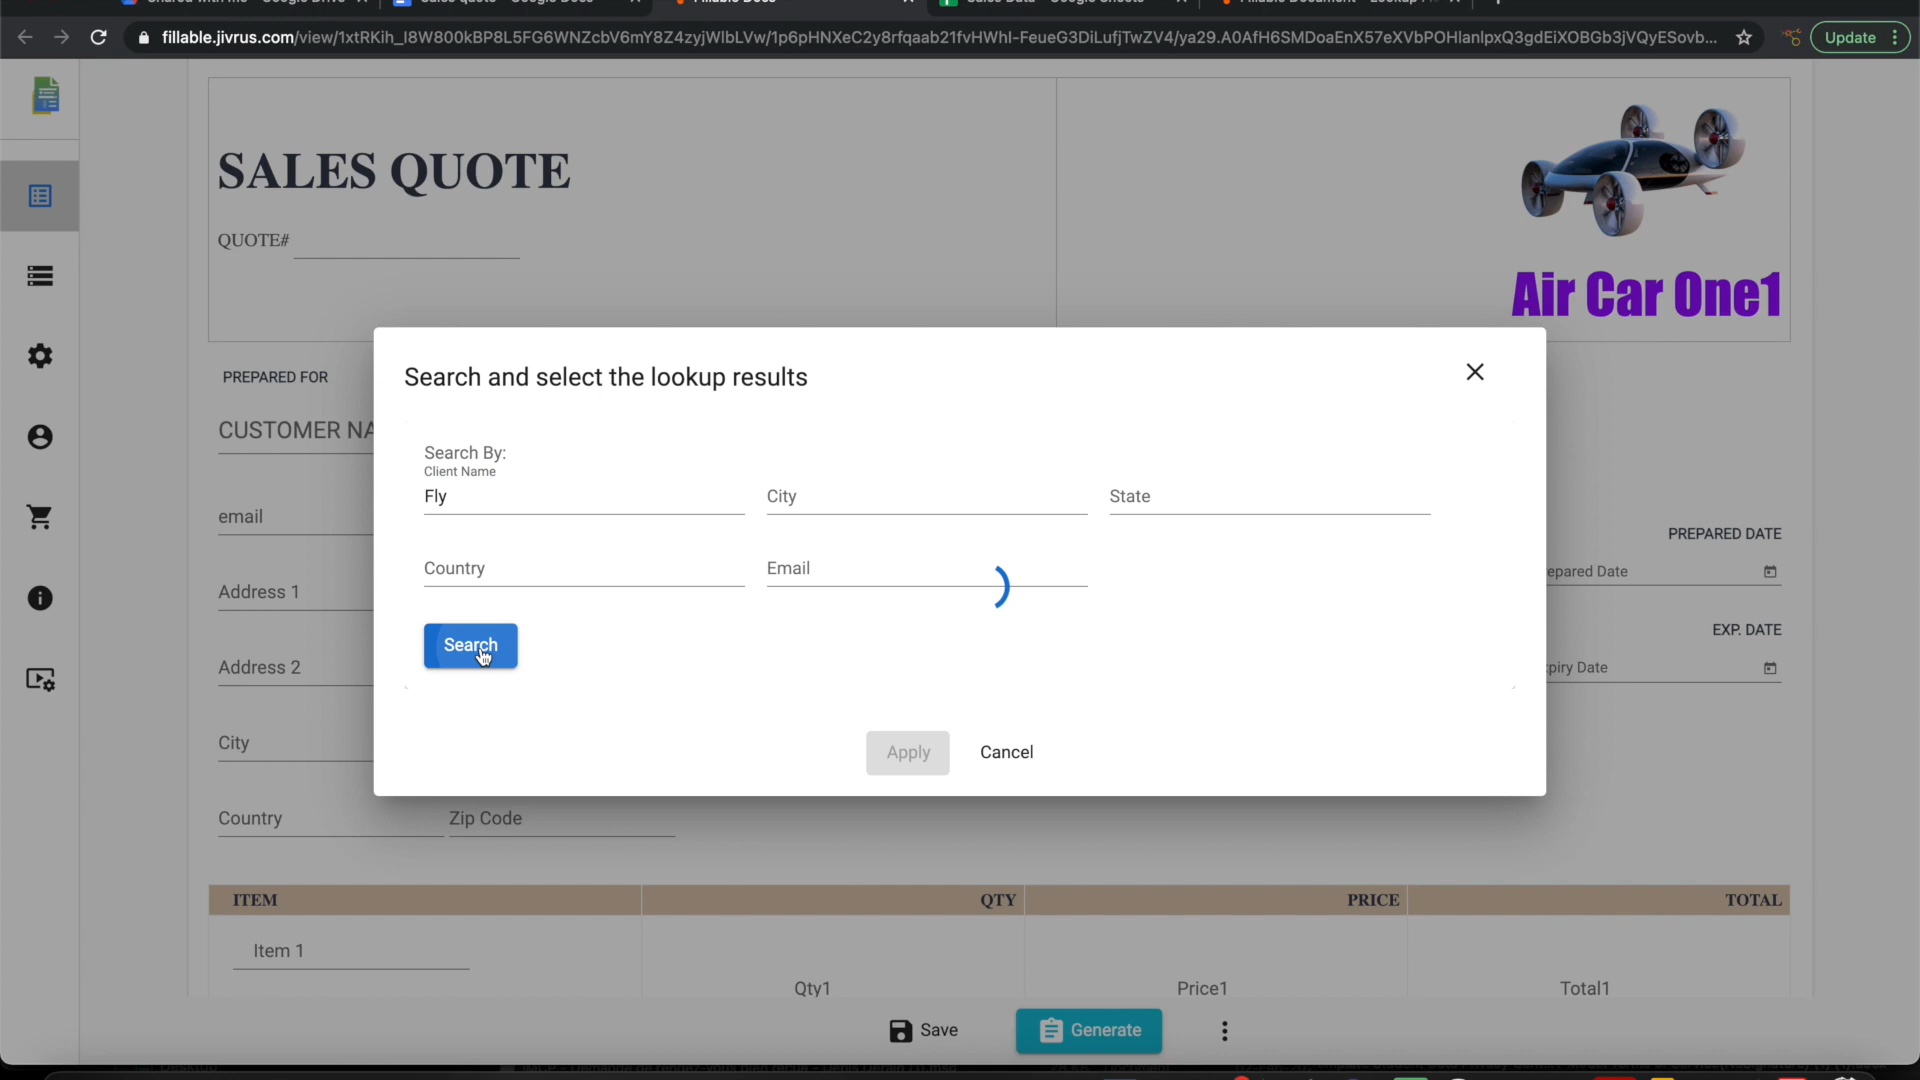 fillable.jivrus.com/view/1xtRKih_I8W800kBP8L5FG6WNZcbV6mY8Z4zyjWIbLVw/1p6pHNXeC2y8rfqaab21fvHWhI-FeueG3DiLufjTwZV4/ya29.A0AfH6SMDoaEnX57eXVbPOHlanlpxQ3gdEiXOBGb3jVQyESovb...
Update
SALES QUOTE
QUOTE#
Air Car One1
PREPARED FOR
Search and select the lookup results
CUSTOMER NA
Search By:
Client Name
Fly
City
State
email
PREPARED DATE
Country
Email
epared Date
Address 1
EXP. DATE
Search
Address 2
piry Date
City
Apply
Cancel
Country
Zip Code
ITEM
QTY
PRICE
TOTAL
Item 1
Qty1
Price1
Total1
Save
Generate